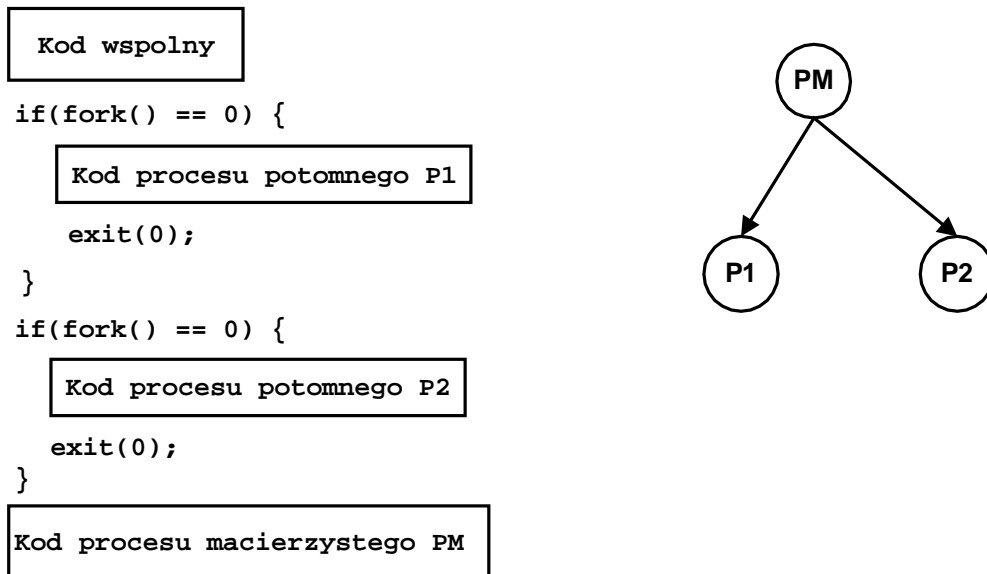 Kod wspolny
if(fork() == 0) {
Kod procesu potomnego P1
exit(0);
}
if(fork() == 0) {
Kod procesu potomnego P2
exit(0);
}
Kod procesu macierzystego PM
PM
P1
P2